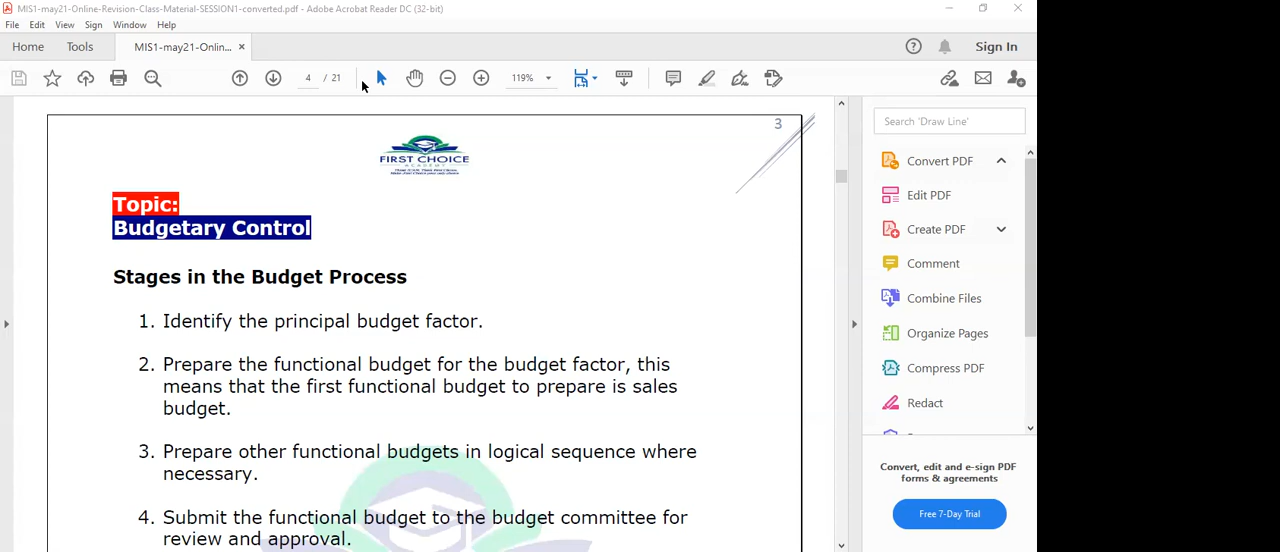 MIS1-may21-Online-Revision-Class-Material-SESSION1-converted.pdf - Adobe Acrobat Reader DC (32-bit)
File Edit View Sign Window Help
Home Tools MIS1-may21-Onlin... × Sign In
4 / 21 119%
3
FIRST CHOICE
ACADEMY
Search 'Draw Line'
Topic:
Budgetary Control
Stages in the Budget Process
1. Identify the principal budget factor.
2. Prepare the functional budget for the budget factor, this
means that the first functional budget to prepare is sales
budget.
3. Prepare other functional budgets in logical sequence where
necessary.
4. Submit the functional budget to the budget committee for
review and approval.
Convert PDF
Edit PDF
Create PDF
Comment
Combine Files
Organize Pages
Compress PDF
Redact
Convert, edit and e-sign PDF
forms & agreements
Free 7-Day Trial